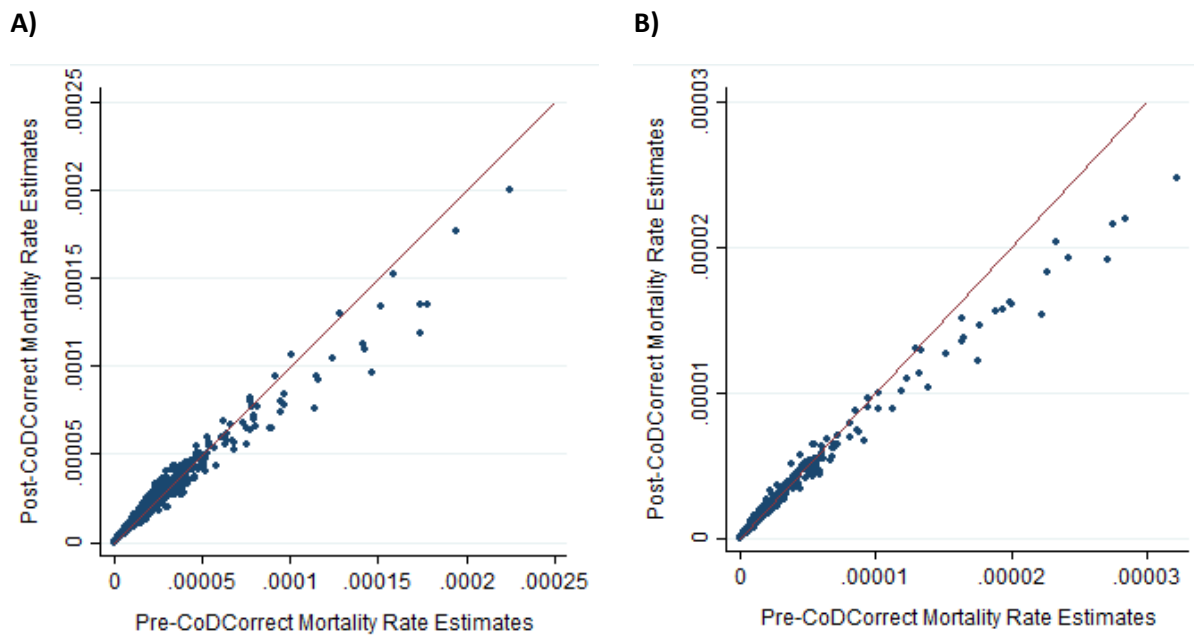 A)
B)
Post-CoDCorrect Mortality Rate Estimates
0 .00005 .0001 .00015 .0002 .00025
0 .00005 .0001 .00015 .0002 .00025
Pre-CoDCorrect Mortality Rate Estimates
Post-CoDCorrect Mortality Rate Estimates
0 .00001 .00002 .00003
0 .00001 .00002 .00003
Pre-CoDCorrect Mortality Rate Estimates